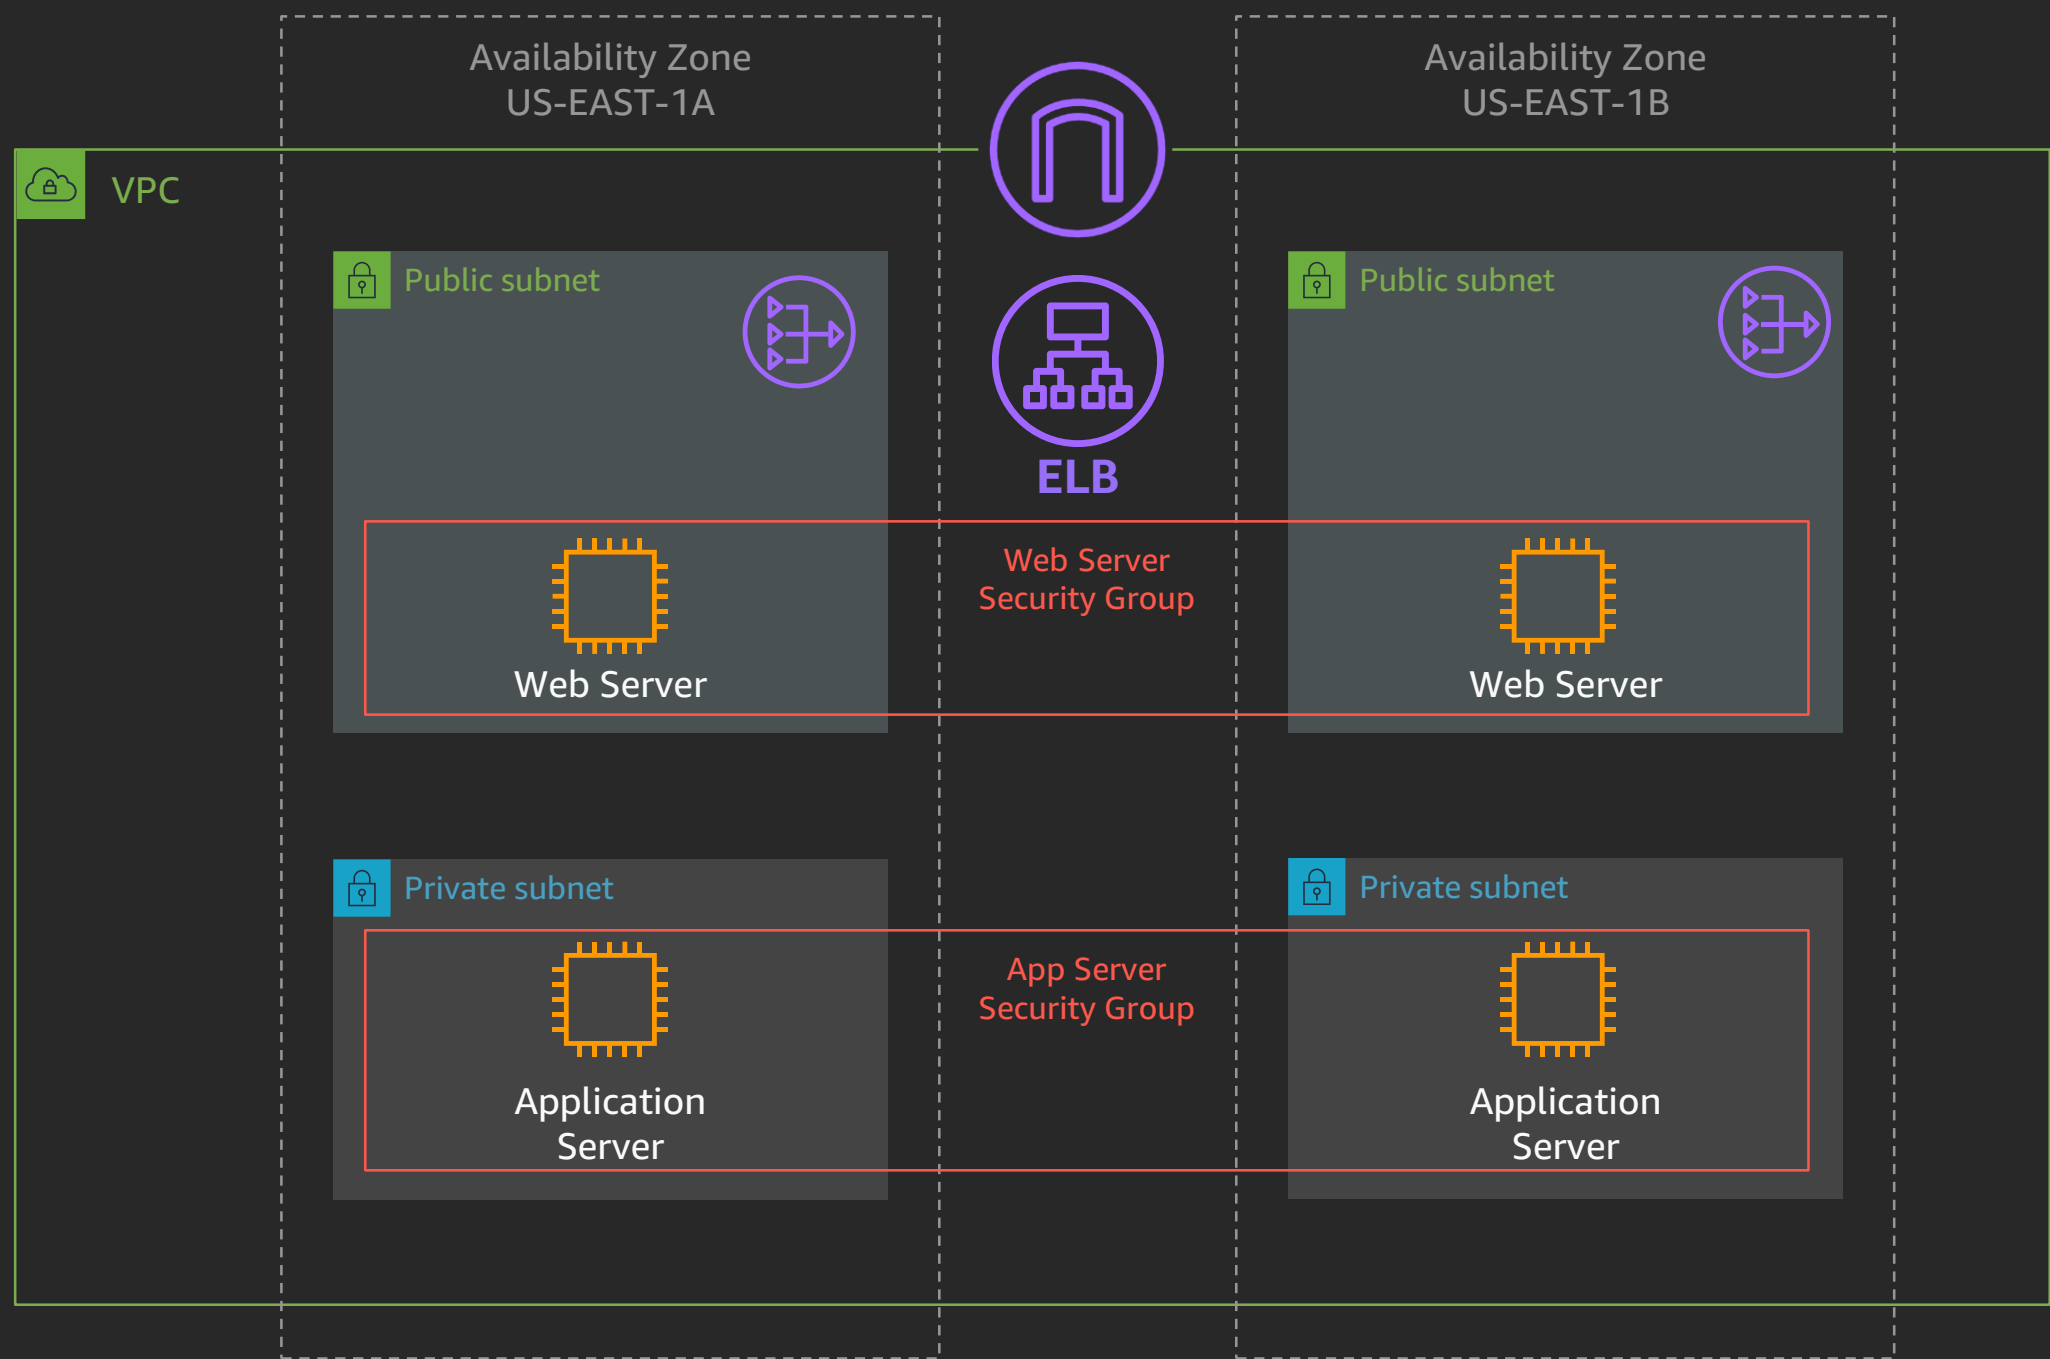 Availability Zone
US-EAST-1A
Availability Zone
US-EAST-1B
VPC
Public subnet
Public subnet
ELB
Web Server
Security Group
Web Server
Web Server
Private subnet
Private subnet
App Server
Security Group
Application
Server
Application
Server